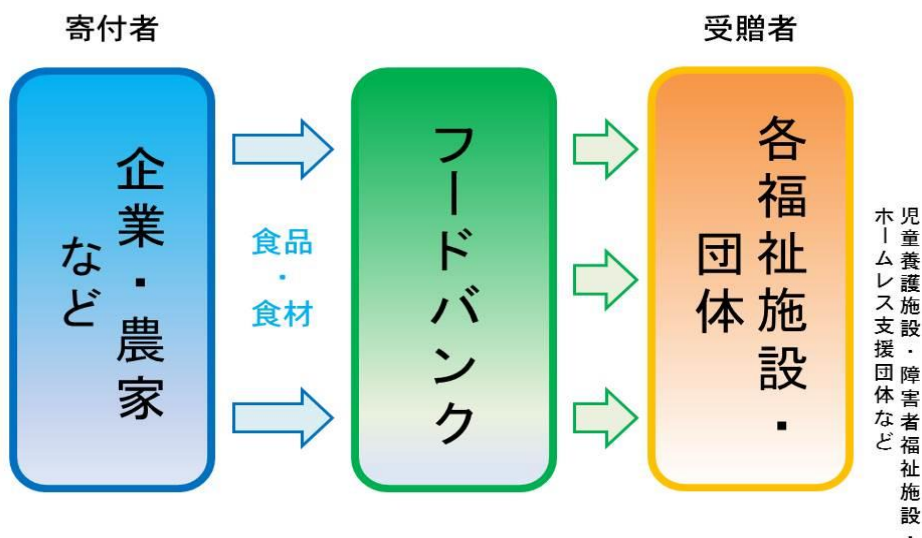 寄付者
受贈者
企業・農家
など
食品
・
食材
フードバンク
各福祉施設・
団体
児童養護施設・障害者福祉施設・
ホームレス支援団体など